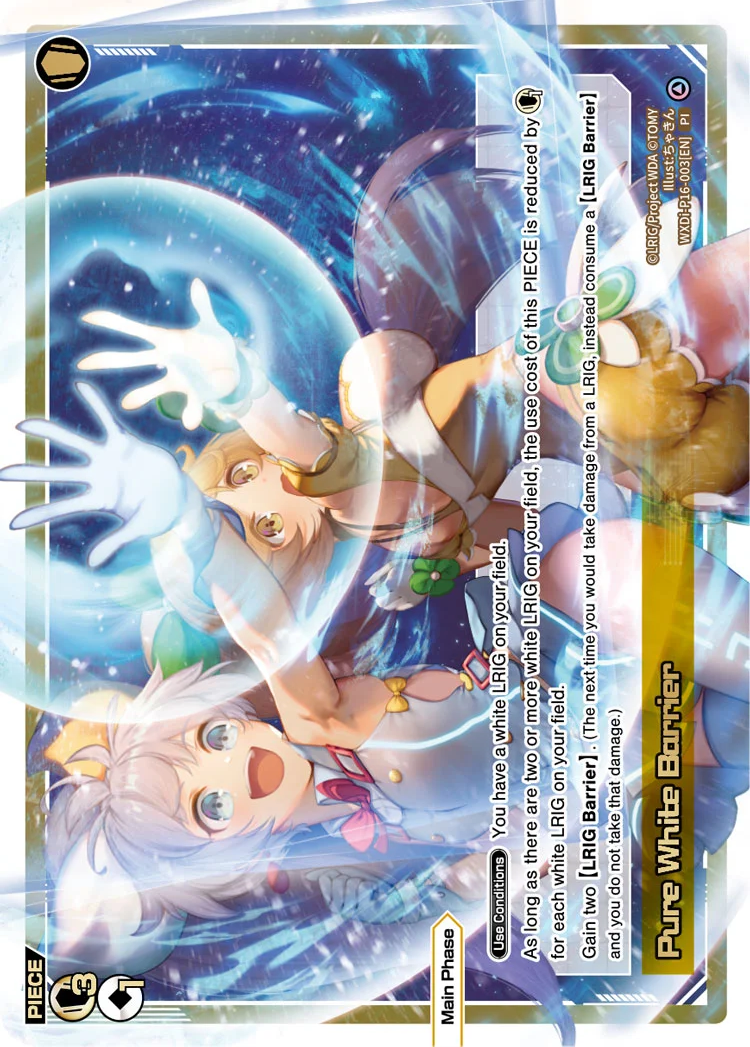 PIECE
3
1
Main Phase
Use Conditions You have a white LRIG on your field.
As long as there are two or more white LRIG on your field, the use cost of this PIECE is reduced by 1
for each white LRIG on your field.
Gain two【LRIG Barrier】. (The next time you would take damage from a LRIG, instead consume a【LRIG Barrier】
and you do not take that damage.)
Pure White Barrier
©LRIG/Project WDA ©TOMY
Illust:ちゃきん
WXDi-P16-003[EN] PI